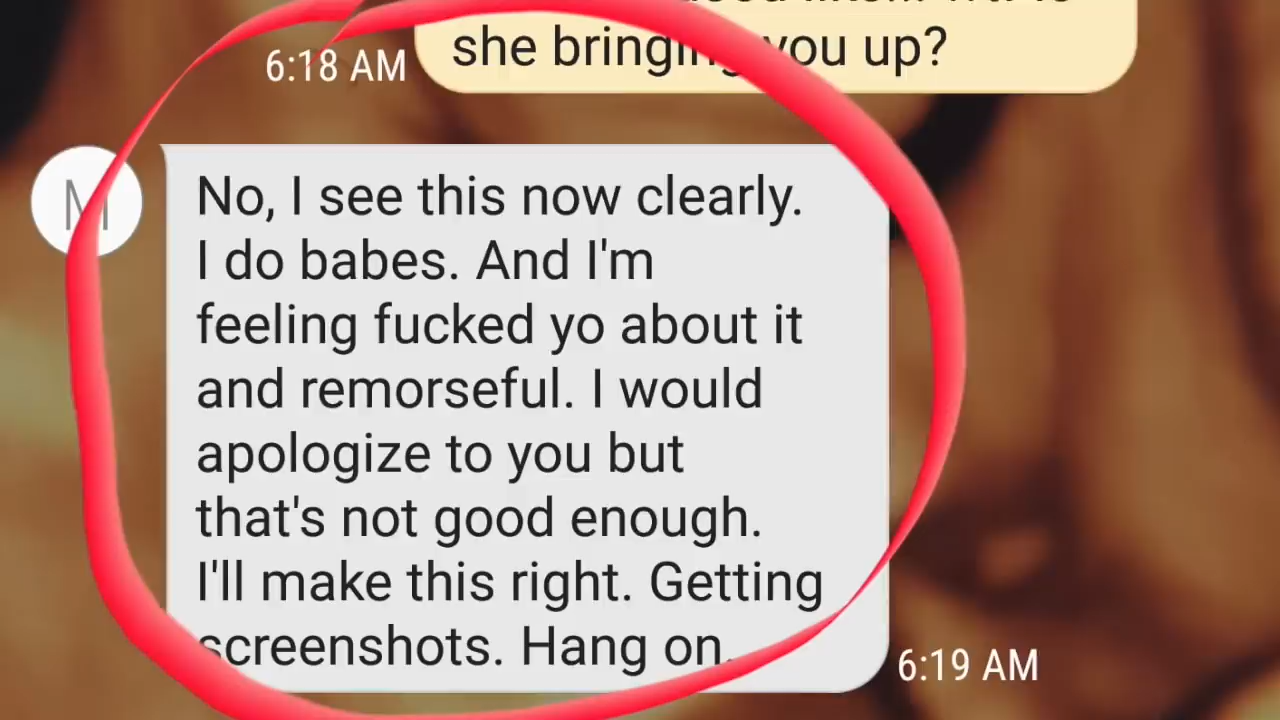 she bringing you up?
6:18 AM
M
No, I see this now clearly.
I do babes. And I'm
feeling fucked yo about it
and remorseful. I would
apologize to you but
that's not good enough.
I'll make this right. Getting
screenshots. Hang on.
6:19 AM